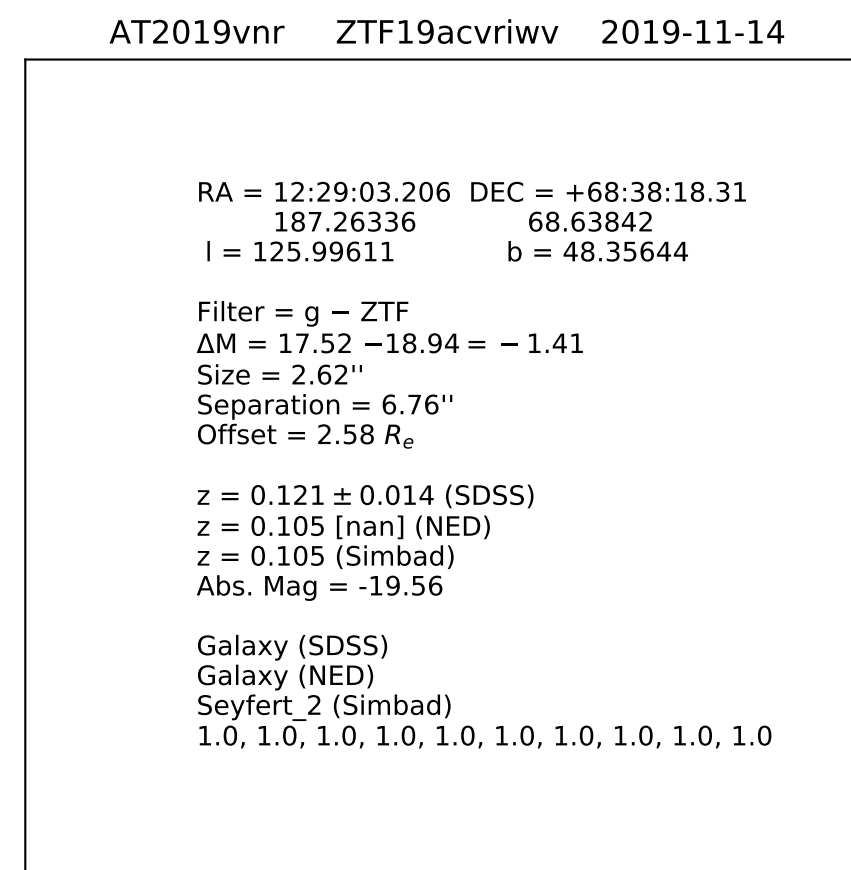 AT2019vnr ZTF19acvriwv 2019-11-14
RA = 12:29:03.206 DEC = +68:38:18.31
187.26336 68.63842
l = 125.99611 b = 48.35644
Filter = g − ZTF
ΔM = 17.52 −18.94 = − 1.41
Size = 2.62''
Separation = 6.76''
Offset = 2.58 Re
z = 0.121 ± 0.014 (SDSS)
z = 0.105 [nan] (NED)
z = 0.105 (Simbad)
Abs. Mag = -19.56
Galaxy (SDSS)
Galaxy (NED)
Seyfert_2 (Simbad)
1.0, 1.0, 1.0, 1.0, 1.0, 1.0, 1.0, 1.0, 1.0, 1.0